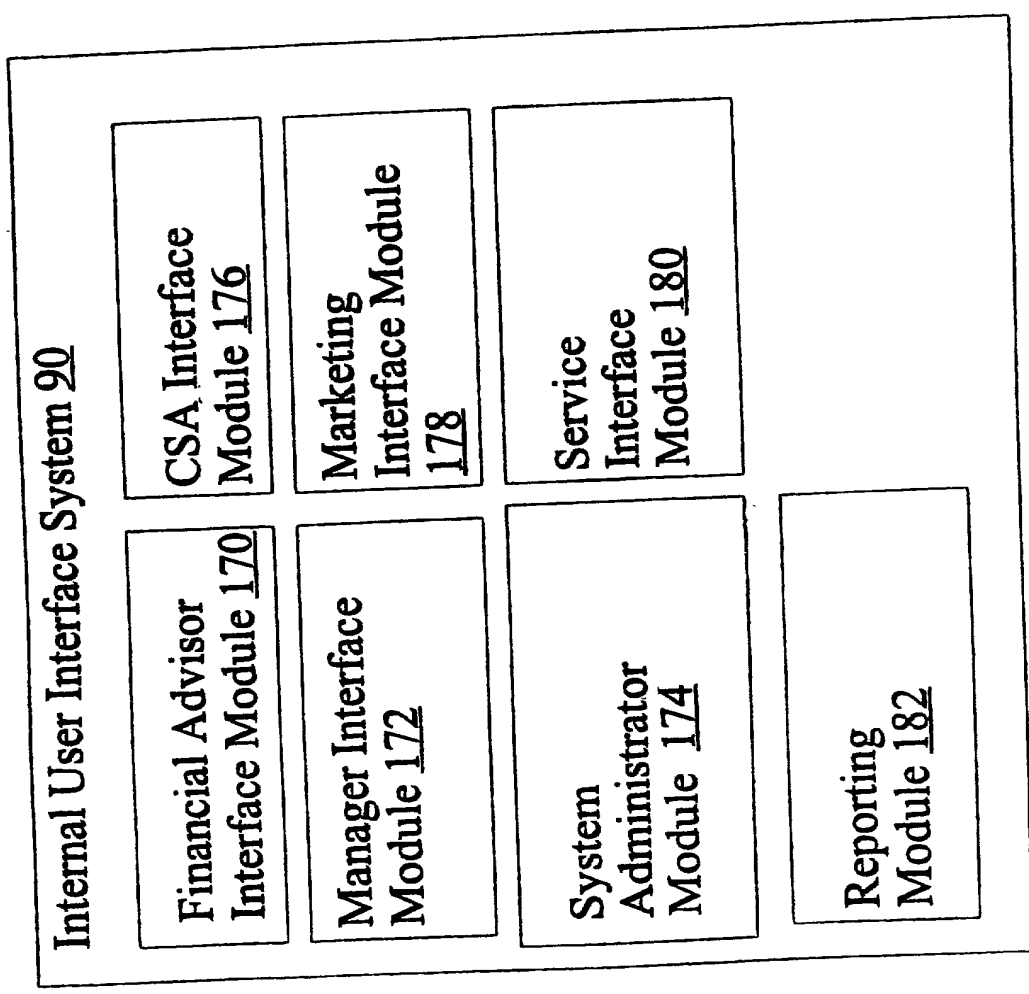 Internal User Interface System 90
Financial Advisor
Interface Module 170
CSA Interface
Module 176
Manager Interface
Module 172
Marketing
Interface Module
178
System
Administrator
Module 174
Service
Interface
Module 180
Reporting
Module 182